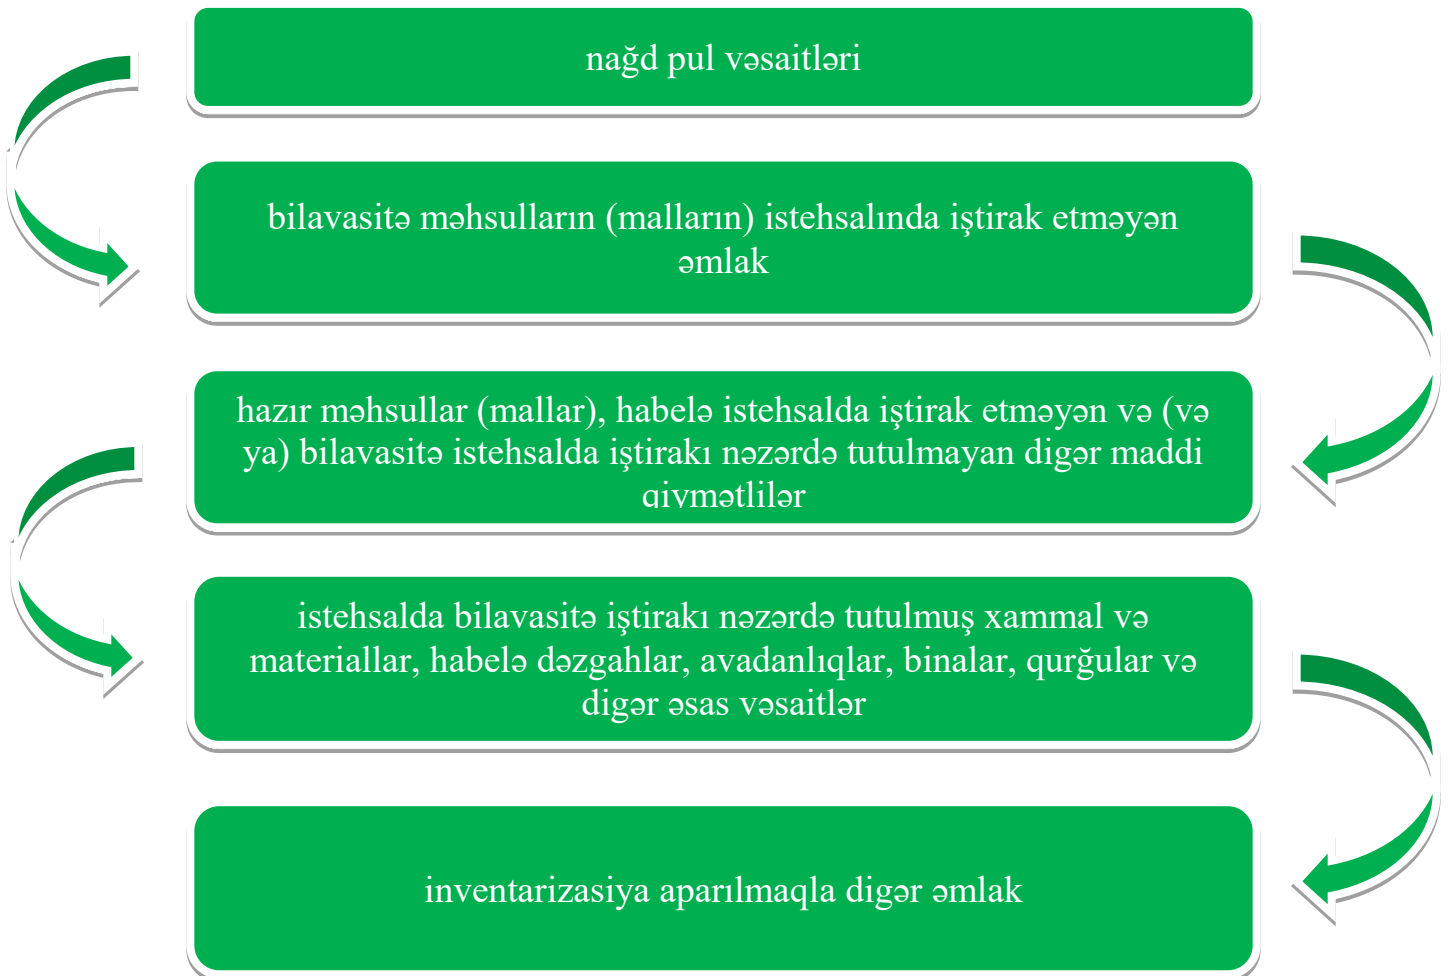 nağd pul vəsaitləri
bilavasitə məhsulların (malların) istehsalında iştirak etməyən
əmlak
hazır məhsullar (mallar), habelə istehsalda iştirak etməyən və (və
ya) bilavasitə istehsalda iştirakı nəzərdə tutulmayan digər maddi
qiymətlilər
istehsalda bilavasitə iştirakı nəzərdə tutulmuş xammal və
materiallar, habelə dəzgahlar, avadanlıqlar, binalar, qurğular və
digər əsas vəsaitlər
inventarizasiya aparılmaqla digər əmlak